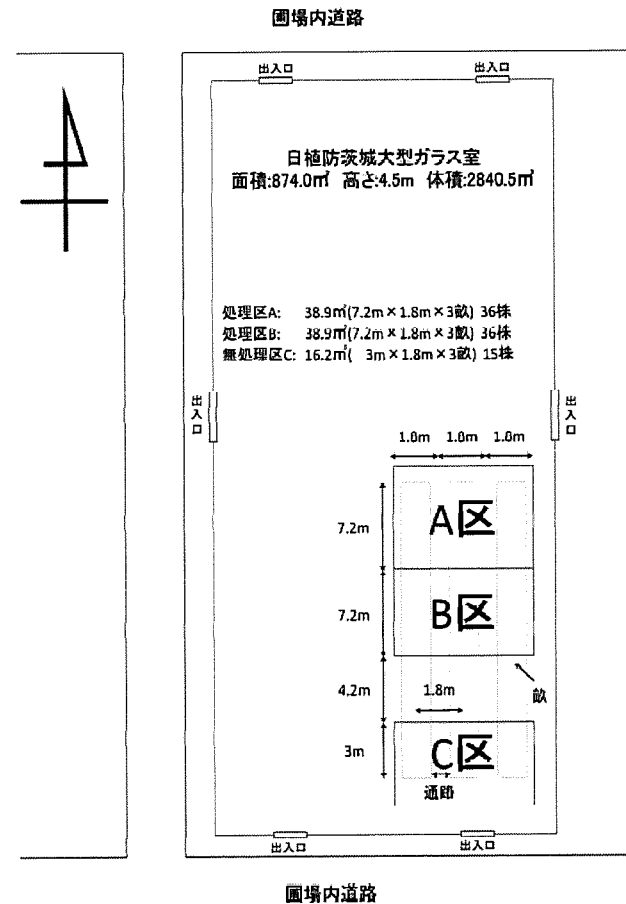 圃場内道路
出入口 出入口
日植防茨城大型ガラス室
面積:874.0㎡ 高さ:4.5m 体積:2840.5㎥
処理区A: 38.9㎡(7.2m×1.8m×3畝) 36株
処理区B: 38.9㎡(7.2m×1.8m×3畝) 36株
無処理区C: 16.2㎡( 3m×1.8m×3畝) 15株
出入口
出入口
1.8m 1.8m 1.8m
7.2m
A区
7.2m
B区
4.2m
1.8m
畝
3m
C区
通路
出入口 出入口
圃場内道路